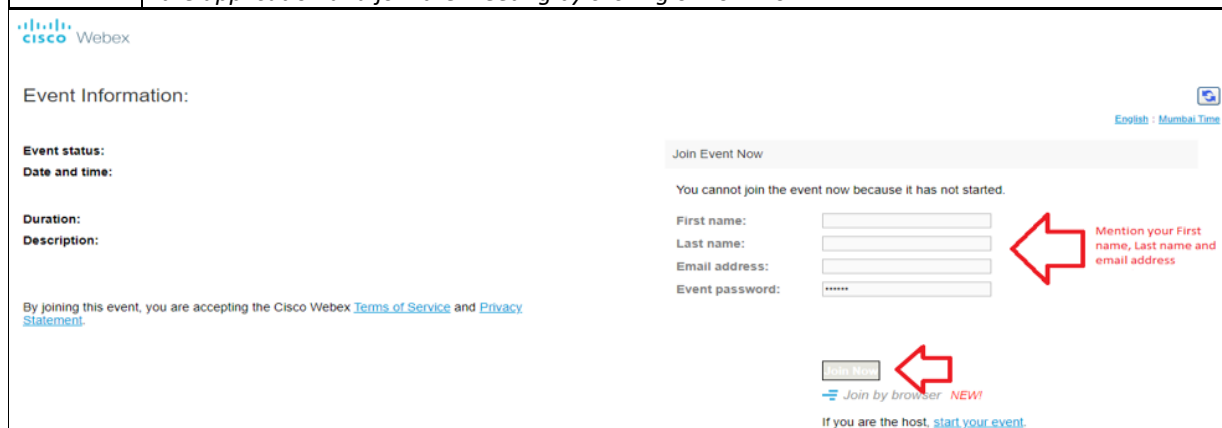 cisco Webex
Event Information:
English : Mumbai Time
Event status:
Date and time:
Duration:
Description:
By joining this event, you are accepting the Cisco Webex Terms of Service and Privacy
Statement.
Join Event Now
You cannot join the event now because it has not started.
First name:
Last name:
Email address:
Event password: ••••••
Mention your First
name, Last name and
email address
Join Now
Join by browser NEW!
If you are the host, start your event.